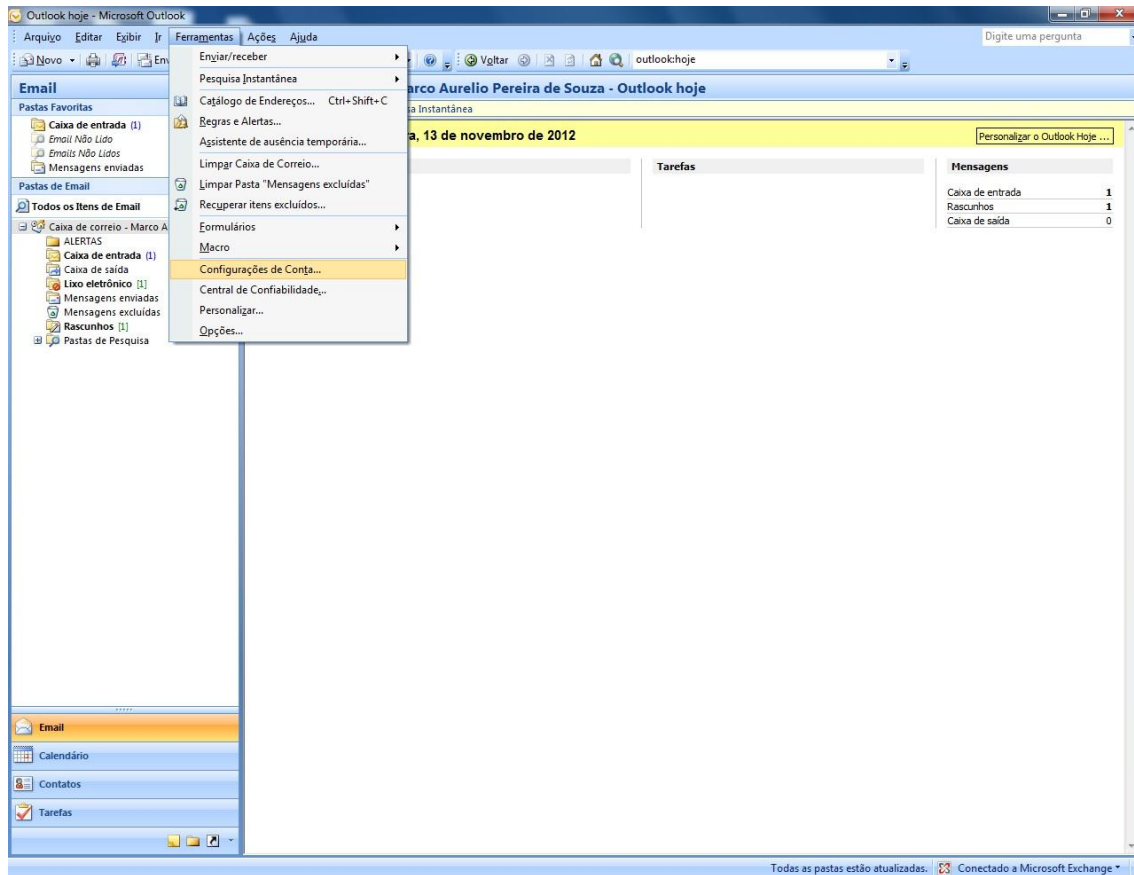 Outlook hoje - Microsoft Outlook
Arquivo Editar Exibir Ir Ferramentas Ações Ajuda
Digite uma pergunta
Novo
Voltar
outlook:hoje
Enviar/receber
Pesquisa Instantânea
Catálogo de Endereços... Ctrl+Shift+C
Regras e Alertas...
Assistente de ausência temporária...
Limpar Caixa de Correio...
Limpar Pasta "Mensagens excluídas"
Recuperar itens excluídos...
Formulários
Macro
Configurações de Conta...
Central de Confiabilidade...
Personalizar...
Opções...
Email
Pastas Favoritas
Caixa de entrada (1)
Email Não Lido
Emails Não Lidos
Mensagens enviadas
Pastas de Email
Todos os Itens de Email
Caixa de correio - Marco A
ALERTAS
Caixa de entrada (1)
Caixa de saída
Lixo eletrônico [1]
Mensagens enviadas
Mensagens excluídas
Rascunhos [1]
Pastas de Pesquisa
Aurelio Pereira de Souza - Outlook hoje
Instantânea
13 de novembro de 2012
Personalizar o Outlook Hoje ...
Tarefas
Mensagens
Caixa de entrada 1
Rascunhos 1
Caixa de saída 0
Email
Calendário
Contatos
Tarefas
Todas as pastas estão atualizadas. Conectado a Microsoft Exchange